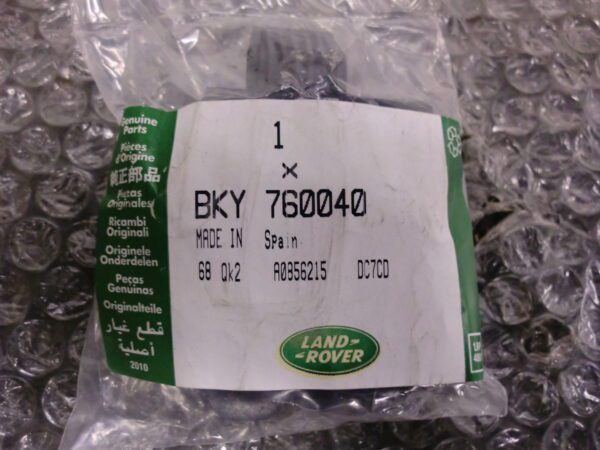 Genuine
Parts
Pièces
d'Origine
純正部品
Piezas
Originales
Ricambi
Originali
Originele
Onderdelen
Peças
Genuinas
Originalteile
قطع غيار
أصلية
2010
1
×
BKY 760040
MADE IN Spain
68 Qk2 A0856215 DC7CD
LAND-
-ROVER